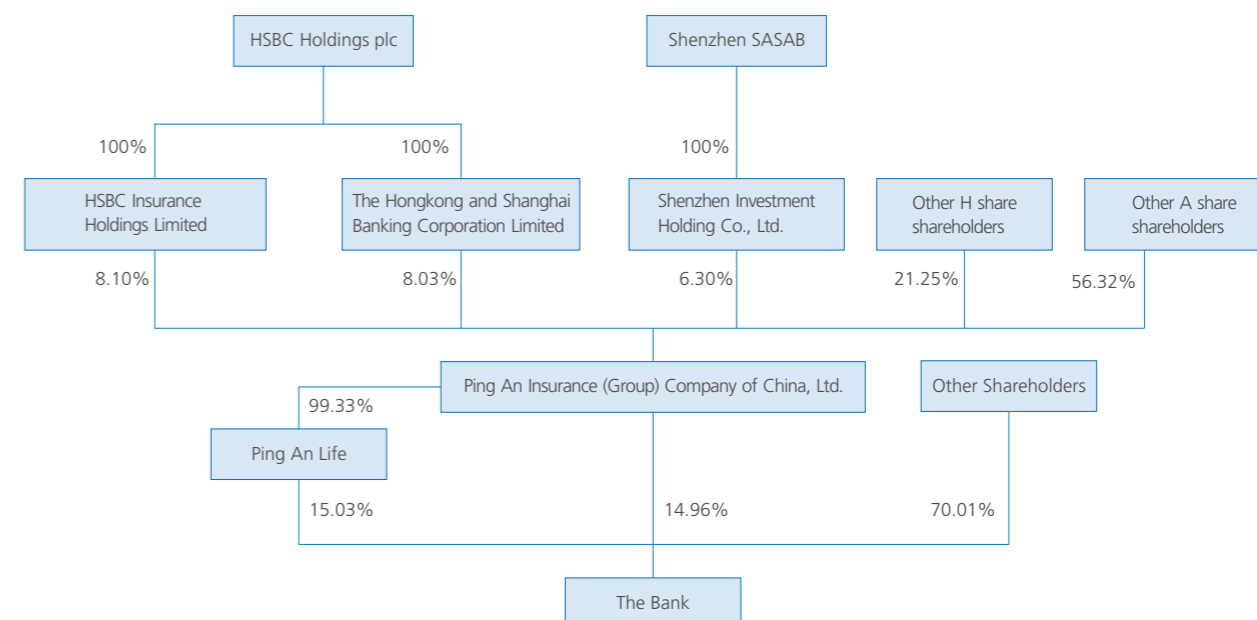 HSBC Holdings plc
Shenzhen SASAB
100%
100%
100%
HSBC Insurance
Holdings Limited
The Hongkong and Shanghai
Banking Corporation Limited
Shenzhen Investment
Holding Co., Ltd.
Other H share
shareholders
Other A share
shareholders
8.10%
8.03%
6.30%
21.25%
56.32%
Ping An Insurance (Group) Company of China, Ltd.
Other Shareholders
99.33%
Ping An Life
15.03%
14.96%
70.01%
The Bank